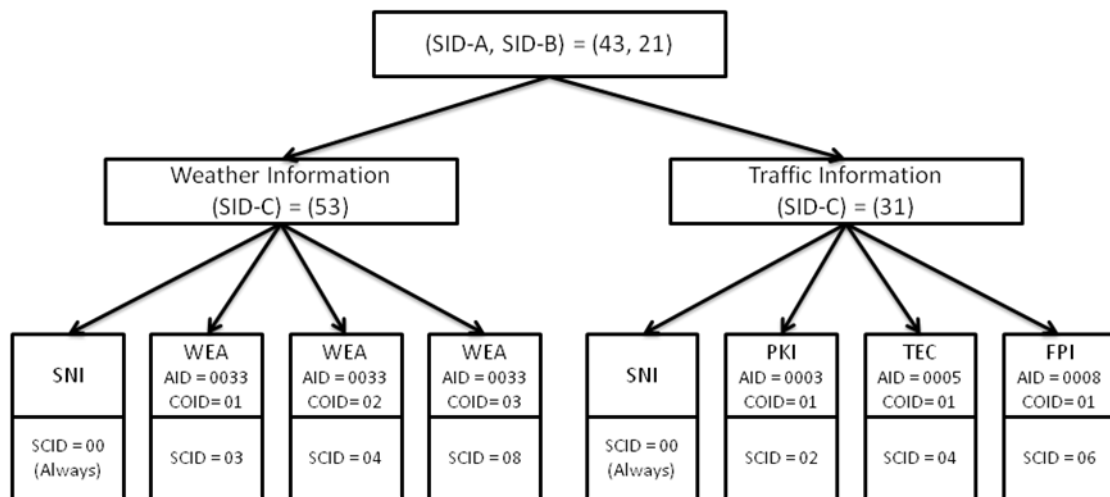 (SID-A, SID-B) = (43, 21)
Weather Information
(SID-C) = (53)
Traffic Information
(SID-C) = (31)
SNI
SCID = 00
(Always)
WEA
AID = 0033
COID= 01
SCID = 03
WEA
AID = 0033
COID= 02
SCID = 04
WEA
AID = 0033
COID= 03
SCID = 08
SNI
SCID = 00
(Always)
PKI
AID = 0003
COID= 01
SCID = 02
TEC
AID = 0005
COID= 01
SCID = 04
FPI
AID = 0008
COID= 01
SCID = 06